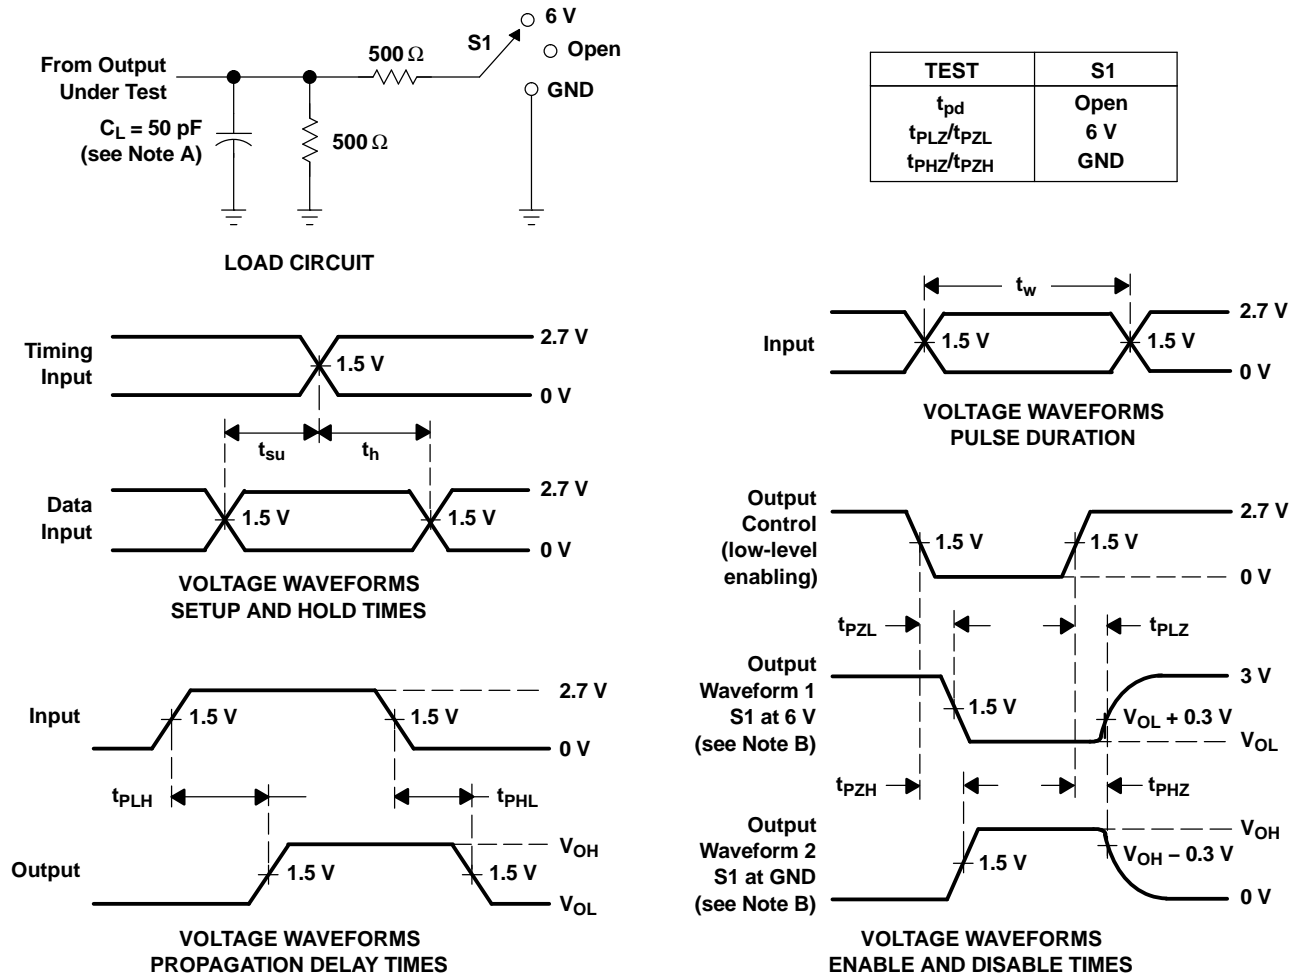 6 V
S1
Open
GND
500 Ω
From Output
Under Test
CL = 50 pF
(see Note A)
500 Ω
LOAD CIRCUIT
TEST S1
tpd Open
tPLZ/tPZL 6 V
tPHZ/tPZH GND
Timing
Input
2.7 V
1.5 V
0 V
tsu th
Data
Input
2.7 V
1.5 V 1.5 V
0 V
VOLTAGE WAVEFORMS
SETUP AND HOLD TIMES
tw
Input
2.7 V
1.5 V 1.5 V
0 V
VOLTAGE WAVEFORMS
PULSE DURATION
Input
2.7 V
1.5 V 1.5 V
0 V
tPLH tPHL
Output
VOH
1.5 V 1.5 V
VOL
VOLTAGE WAVEFORMS
PROPAGATION DELAY TIMES
Output
Control
(low-level
enabling)
2.7 V
1.5 V 1.5 V
0 V
tPZL tPLZ
Output
Waveform 1
S1 at 6 V
(see Note B)
3 V
1.5 V
VOL + 0.3 V
VOL
tPZH tPHZ
Output
Waveform 2
S1 at GND
(see Note B)
VOH
1.5 V
VOH – 0.3 V
0 V
VOLTAGE WAVEFORMS
ENABLE AND DISABLE TIMES